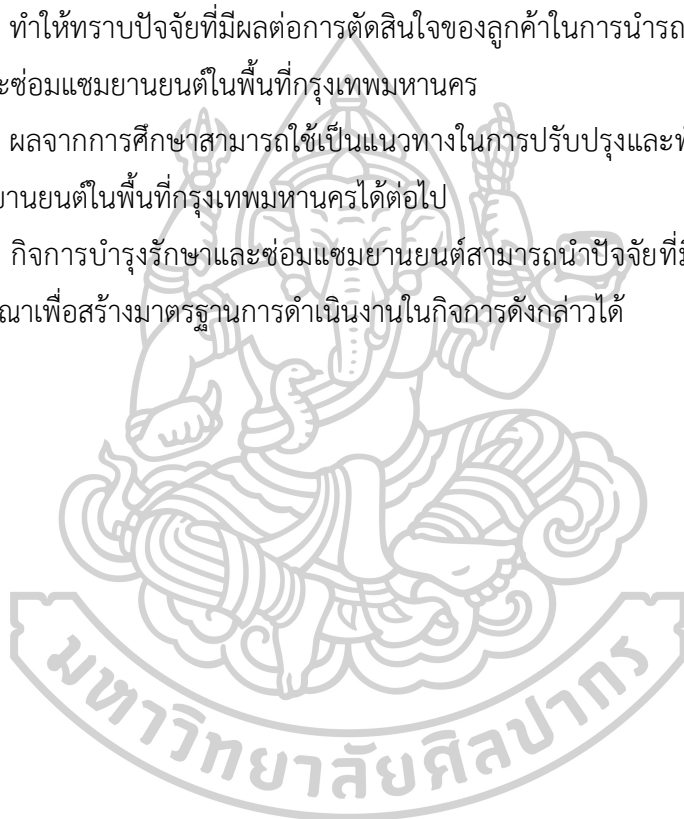 ทำให้ทราบปัจจัยที่มีผลต่อการตัดสินใจของลูกค้าในการนำรถ
ะซ่อมแซมยานยนต์ในพื้นที่กรุงเทพมหานคร
ผลจากการศึกษาสามารถใช้เป็นแนวทางในการปรับปรุงและพ
ยานยนต์ในพื้นที่กรุงเทพมหานครได้ต่อไป
กิจการบำรุงรักษาและซ่อมแซมยานยนต์สามารถนำปัจจัยที่มี
ณาเพื่อสร้างมาตรฐานการดำเนินงานในกิจการดังกล่าวได้
มหาวิทยาลัยศิลปากร